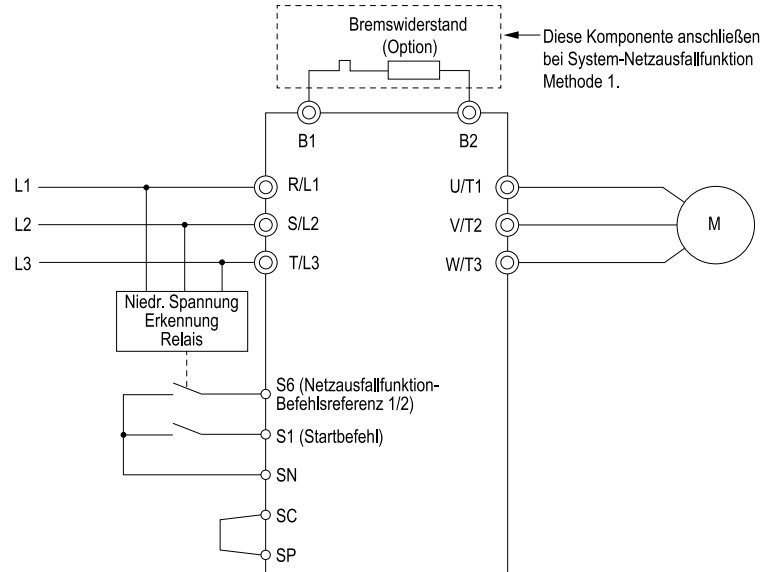 Bremswiderstand
(Option)
Diese Komponente anschließen
bei System-Netzausfallfunktion
Methode 1.
B1
B2
L1
R/L1
U/T1
L2
S/L2
V/T2
M
L3
T/L3
W/T3
Niedr. Spannung
Erkennung
Relais
S6 (Netzausfallfunktion-
Befehlsreferenz 1/2)
S1 (Startbefehl)
SN
SC
SP